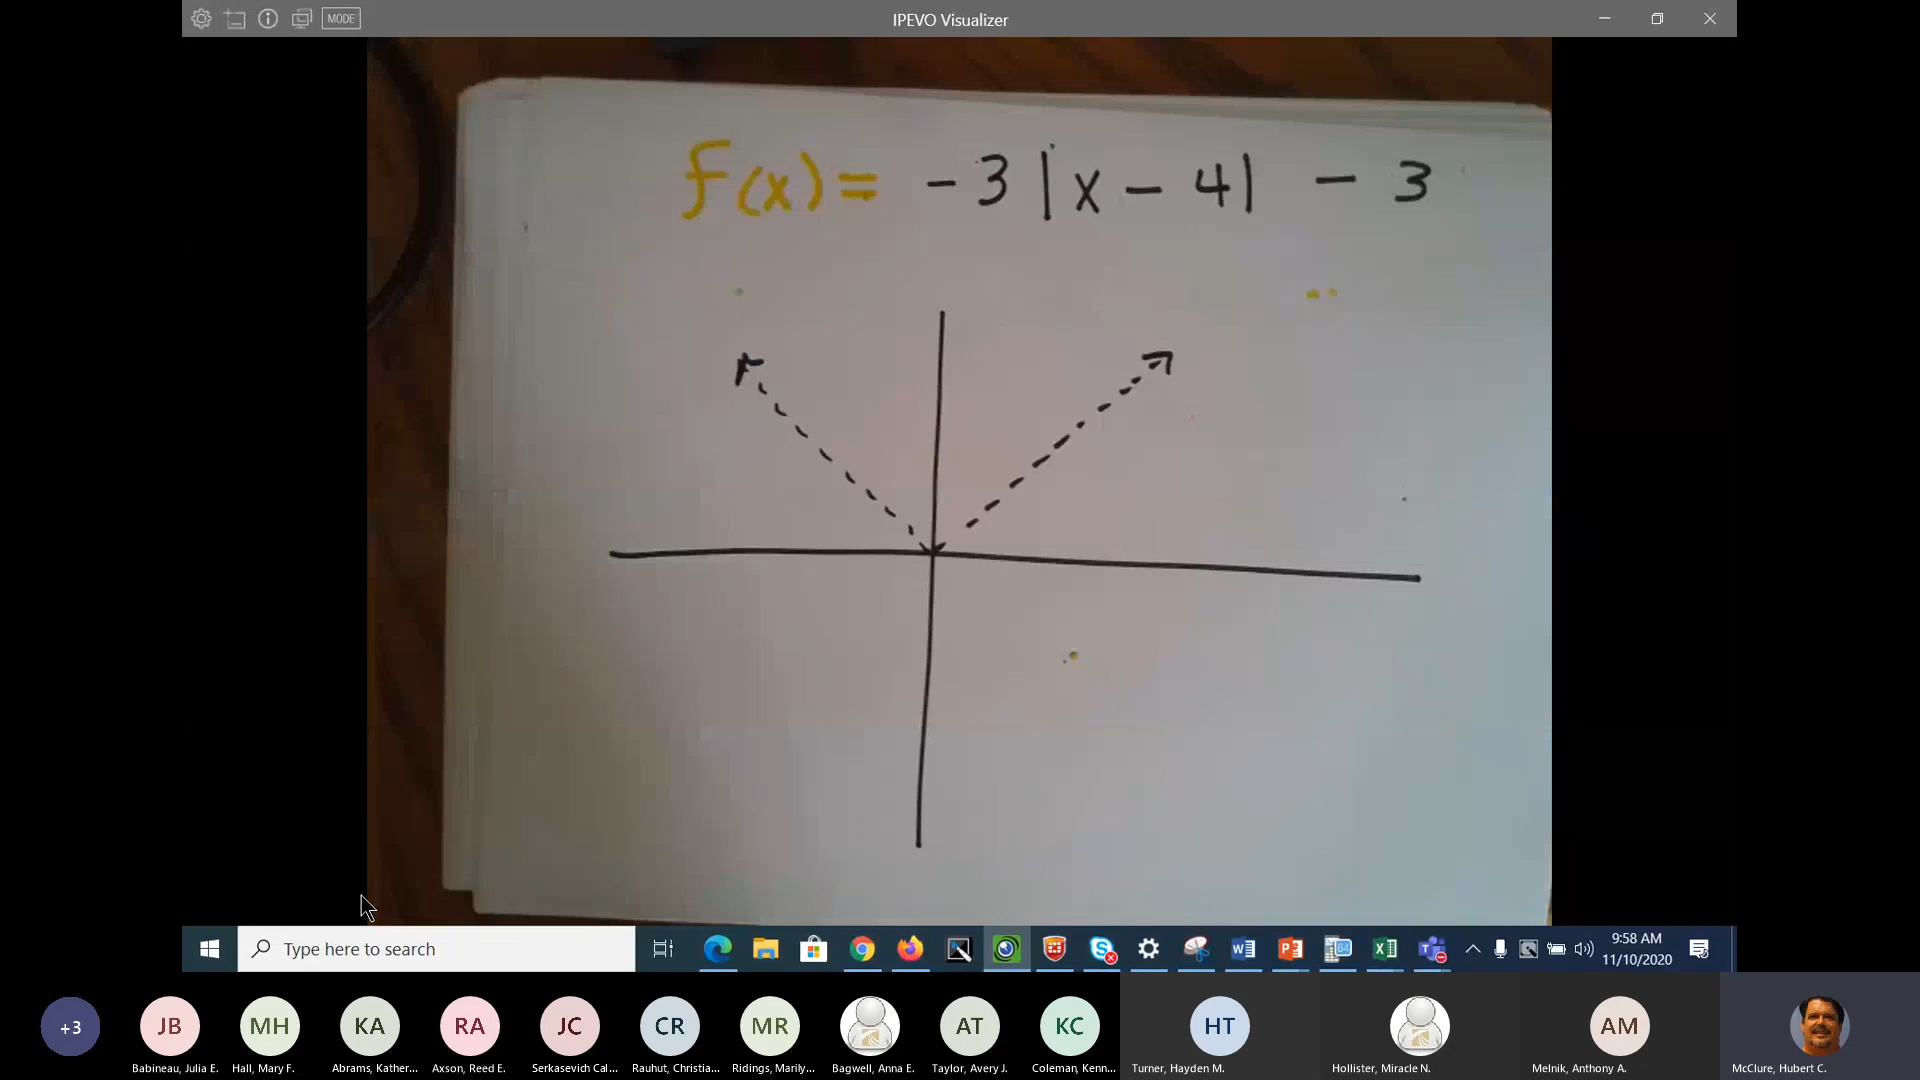 IPEVO Visualizer
MODE
f(x) = -3 |x - 4| - 3
Type here to search
9:58 AM
11/10/2020
+3
JB
MH
KA
RA
JC
CR
MR
AT
KC
HT
AM
Babineau, Julia E.
Hall, Mary F.
Abrams, Kather...
Axson, Reed E.
Serkasevich Cal...
Rauhut, Christia...
Ridings, Marily...
Bagwell, Anna E.
Taylor, Avery J.
Coleman, Kenn...
Turner, Hayden M.
Hollister, Miracle N.
Melnik, Anthony A.
McClure, Hubert C.